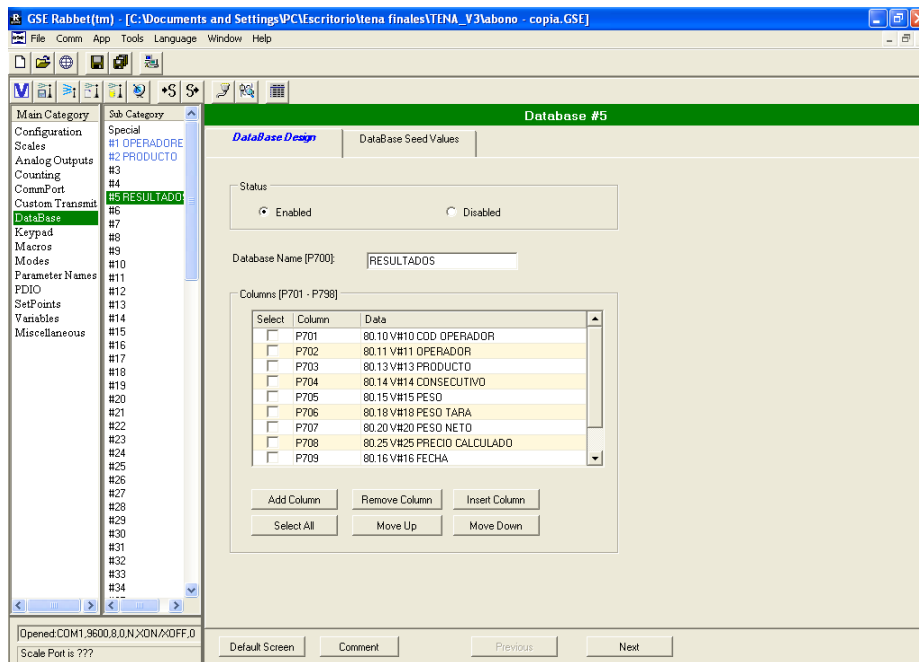 GSE Rabbet(tm) - [C:\Documents and Settings\PC\Escritorio\tena finales\TENA_V3\abono - copia.GSE]
File Comm App Tools Language Window Help
Main Category
Configuration
Scales
Analog Outputs
Counting
CommPort
Custom Transmit
DataBase
Keypad
Macros
Modes
Parameter Names
PDIO
SetPoints
Variables
Miscellaneous
Sub Category
Special
#1 OPERADORE
#2 PRODUCTO
#3
#4
#5 RESULTADOS
#6
#7
#8
#9
#10
#11
#12
#13
#14
#15
#16
#17
#18
#19
#20
#21
#22
#23
#24
#25
#26
#27
#28
#29
#30
#31
#32
#33
#34
Database #5
DataBase Design
DataBase Seed Values
Status
Enabled Disabled
Database Name [P700]: RESULTADOS
Columns [P701 - P798]
Select Column Data
P701 80.10 V#10 COD OPERADOR
P702 80.11 V#11 OPERADOR
P703 80.13 V#13 PRODUCTO
P704 80.14 V#14 CONSECUTIVO
P705 80.15 V#15 PESO
P706 80.18 V#18 PESO TARA
P707 80.20 V#20 PESO NETO
P708 80.25 V#25 PRECIO CALCULADO
P709 80.16 V#16 FECHA
Add Column Remove Column Insert Column
Select All Move Up Move Down
Opened:COM1,9600,8,0,N,XON/XOFF,0
Scale Port is ???
Default Screen Comment Previous Next